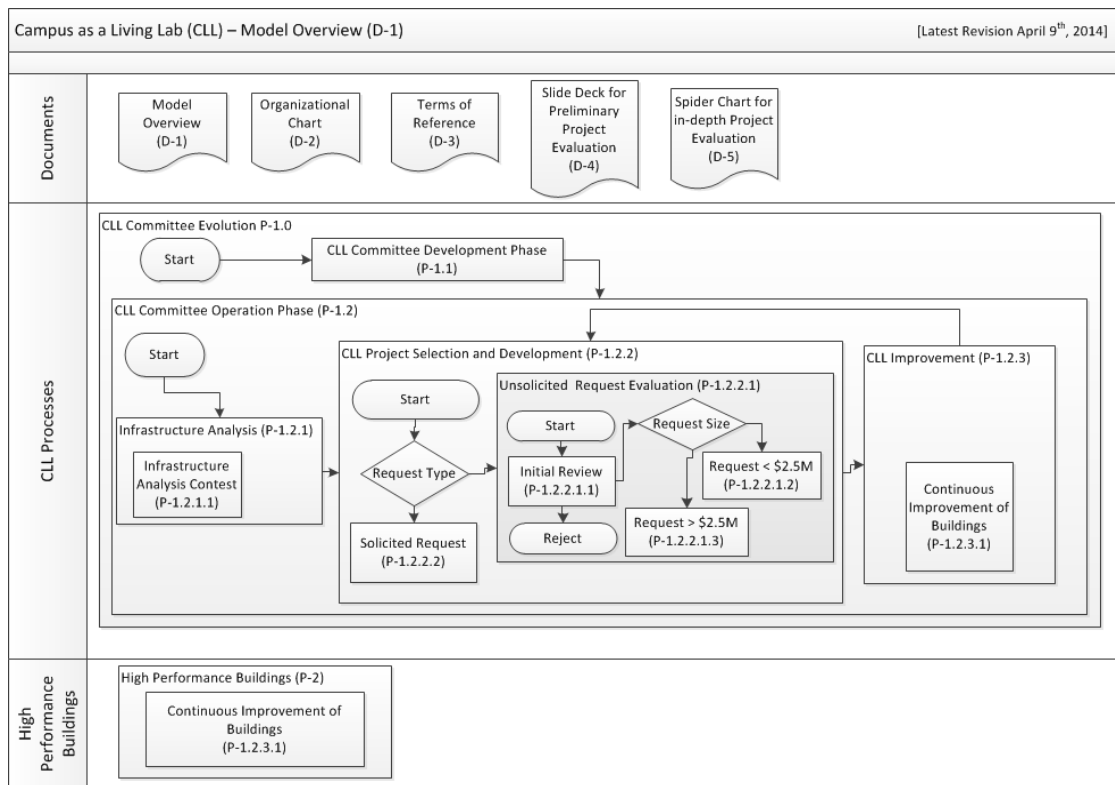 Campus as a Living Lab (CLL) – Model Overview (D-1)
[Latest Revision April 9th, 2014]
Documents
Model
Overview
(D-1)
Organizational
Chart
(D-2)
Terms of
Reference
(D-3)
Slide Deck for
Preliminary
Project
Evaluation
(D-4)
Spider Chart for
in-depth Project
Evaluation
(D-5)
CLL Processes
CLL Committee Evolution P-1.0
Start
CLL Committee Development Phase
(P-1.1)
CLL Committee Operation Phase (P-1.2)
Start
Infrastructure Analysis (P-1.2.1)
Infrastructure
Analysis Contest
(P-1.2.1.1)
CLL Project Selection and Development (P-1.2.2)
Start
Request Type
Solicited Request
(P-1.2.2.2)
Unsolicited Request Evaluation (P-1.2.2.1)
Start
Initial Review
(P-1.2.2.1.1)
Reject
Request Size
Request < $2.5M
(P-1.2.2.1.2)
Request > $2.5M
(P-1.2.2.1.3)
CLL Improvement (P-1.2.3)
Continuous
Improvement of
Buildings
(P-1.2.3.1)
High
Performance
Buildings
High Performance Buildings (P-2)
Continuous Improvement of
Buildings
(P-1.2.3.1)